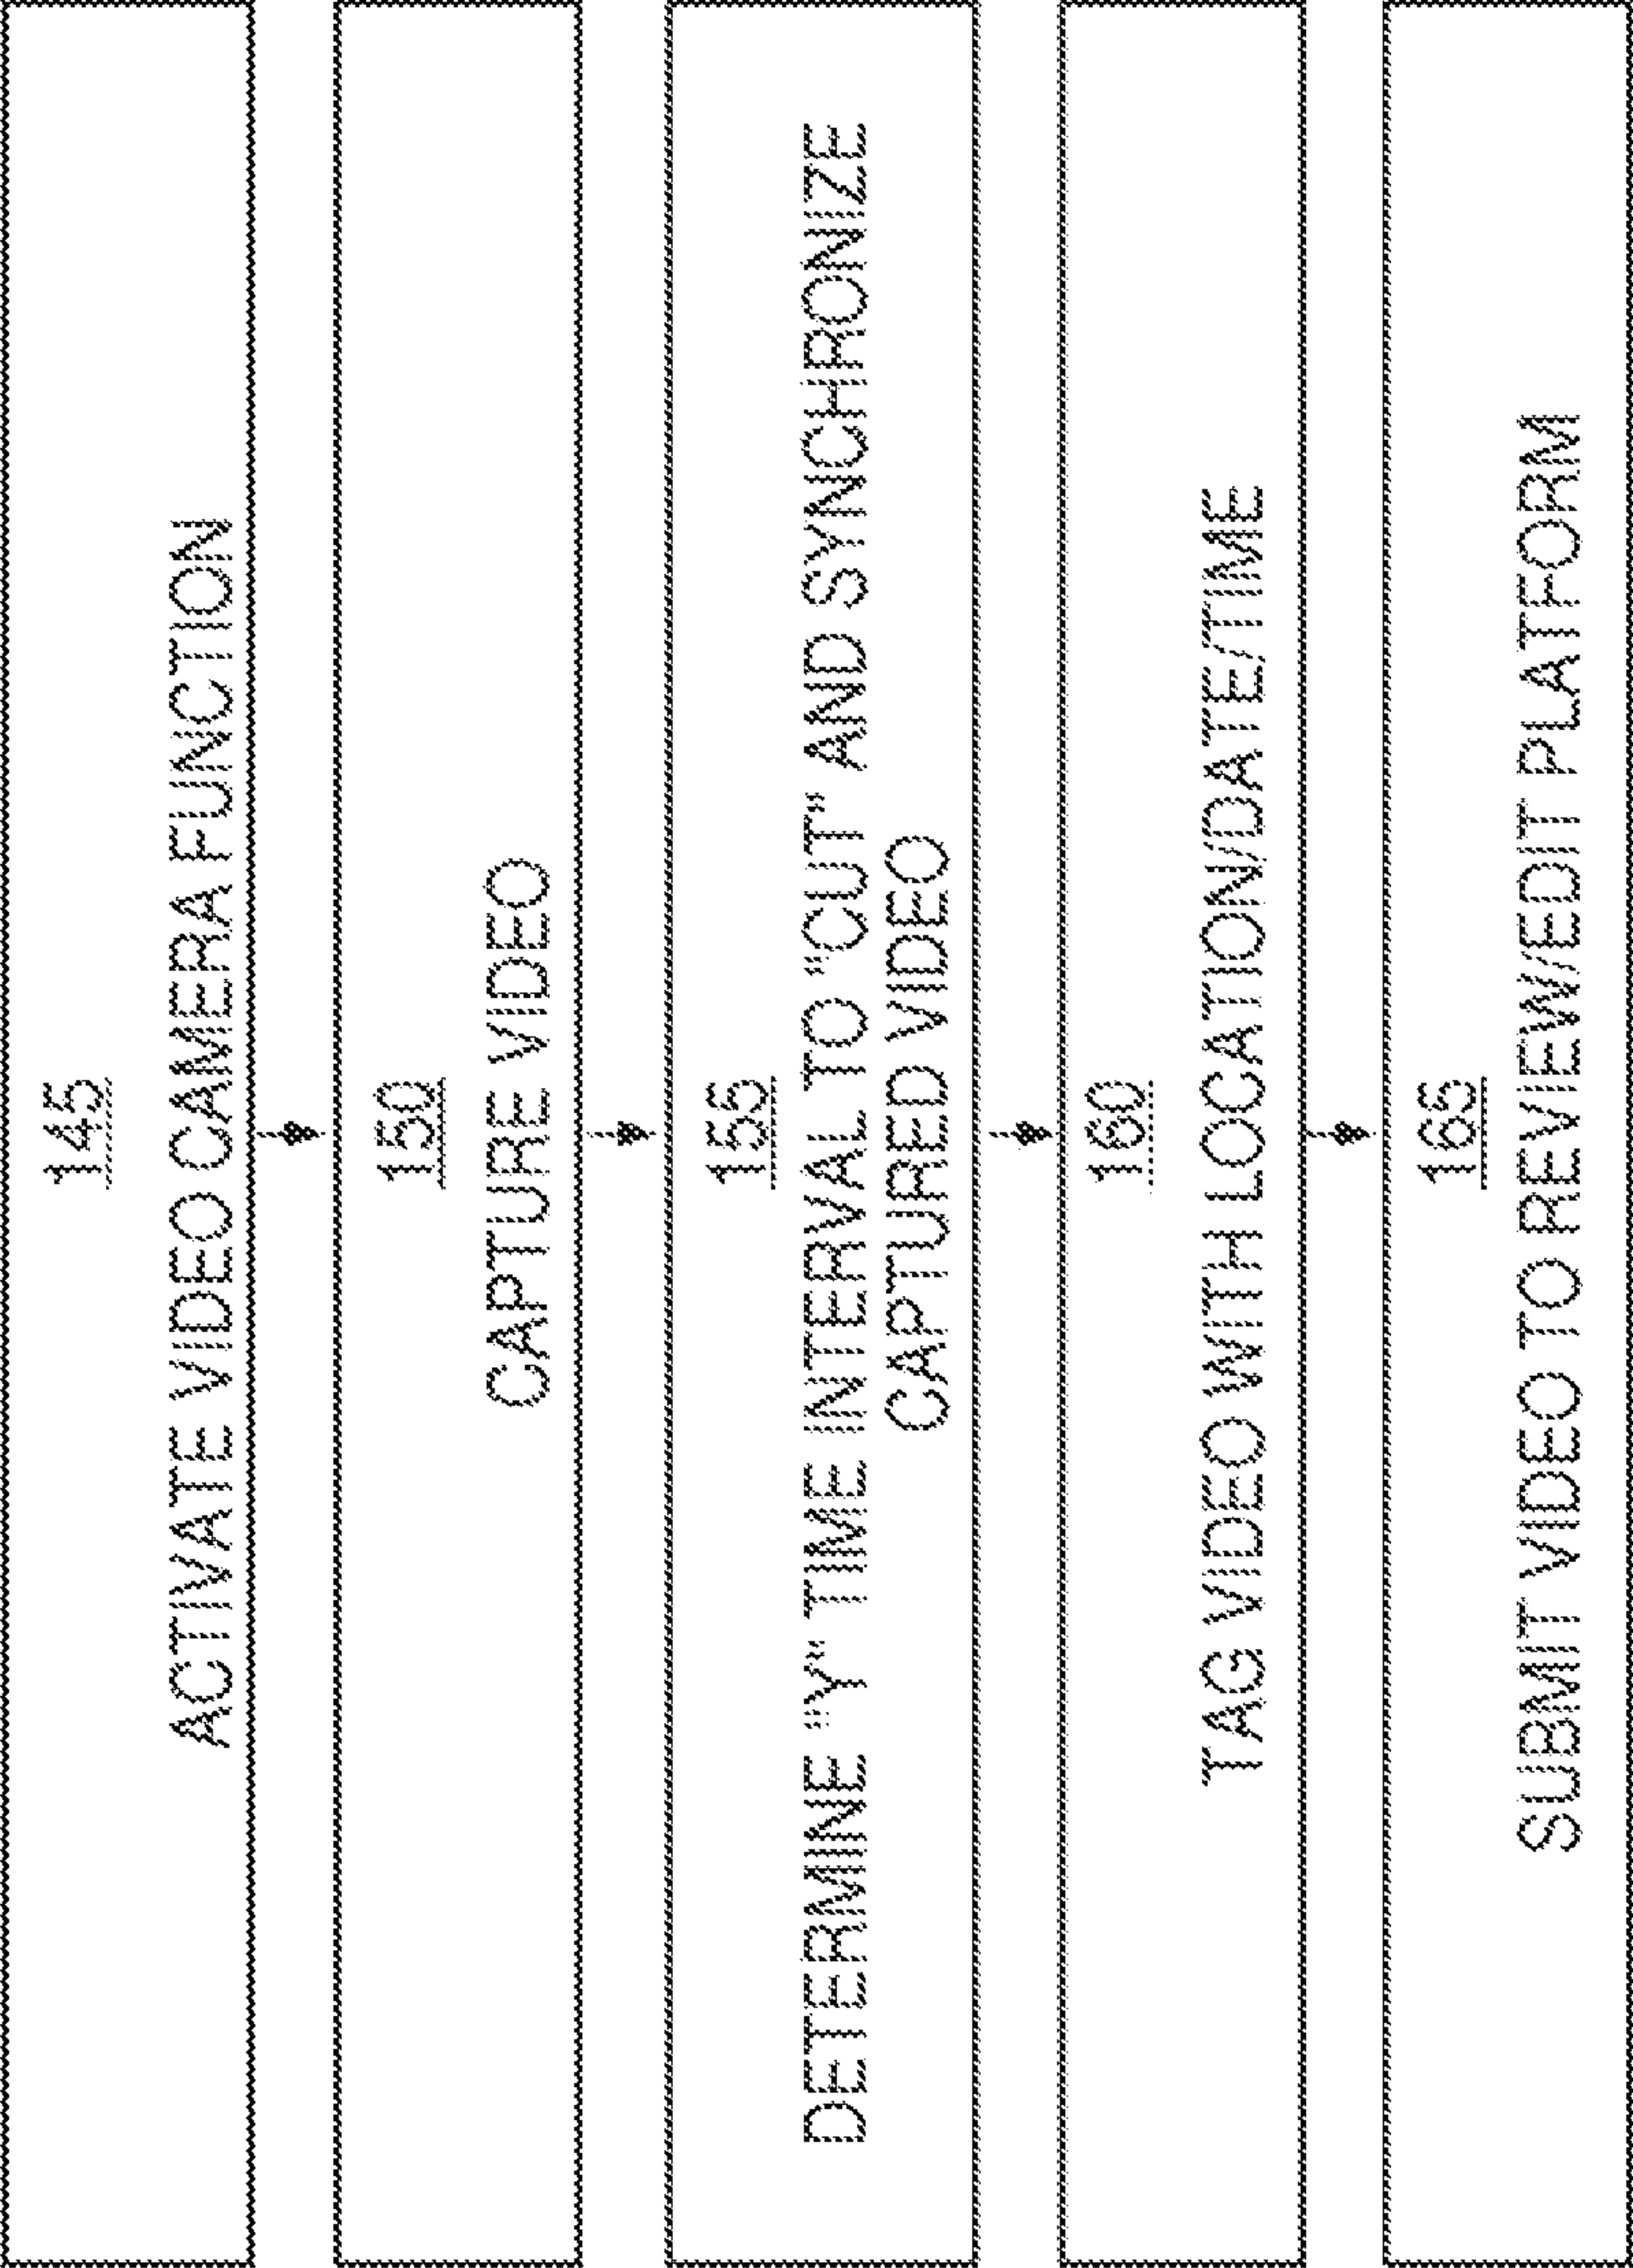 145
ACTIVATE VIDEO CAMERA FUNCTION
150
CAPTURE VIDEO
155
DETERMINE "Y" TIME INTERVAL TO "CUT" AND SYNCHRONIZE
CAPTURED VIDEO
160
TAG VIDEO WITH LOCATION/DATE/TIME
165
SUBMIT VIDEO TO REVIEW/EDIT PLATFORM